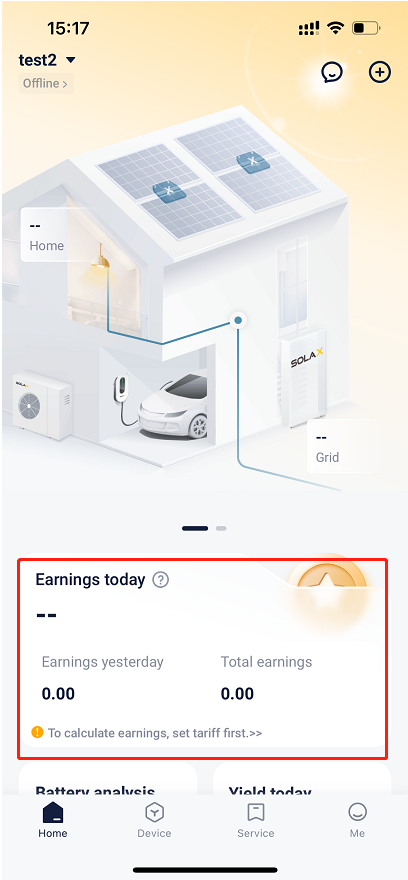 15:17
test2
Offline >
--
Home
SOLAX
--
Grid
Earnings today ?
--
Earnings yesterday Total earnings
0.00 0.00
To calculate earnings, set tariff first.>>
Battery analysis Yield today
Home Device Service Me